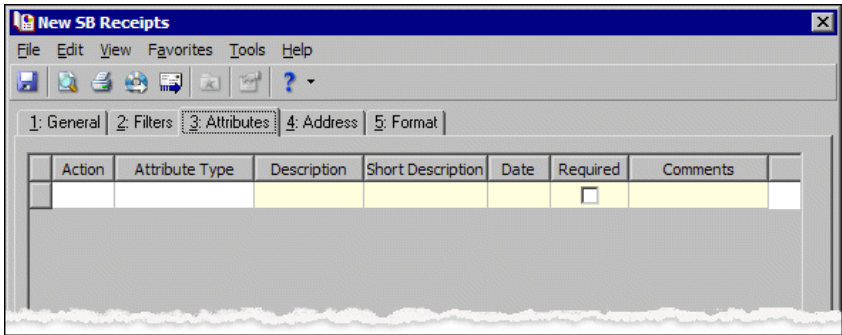 New SB Receipts
File Edit View Favorites Tools Help
?
1: General 2: Filters 3: Attributes 4: Address 5: Format
Action Attribute Type Description Short Description Date Required Comments